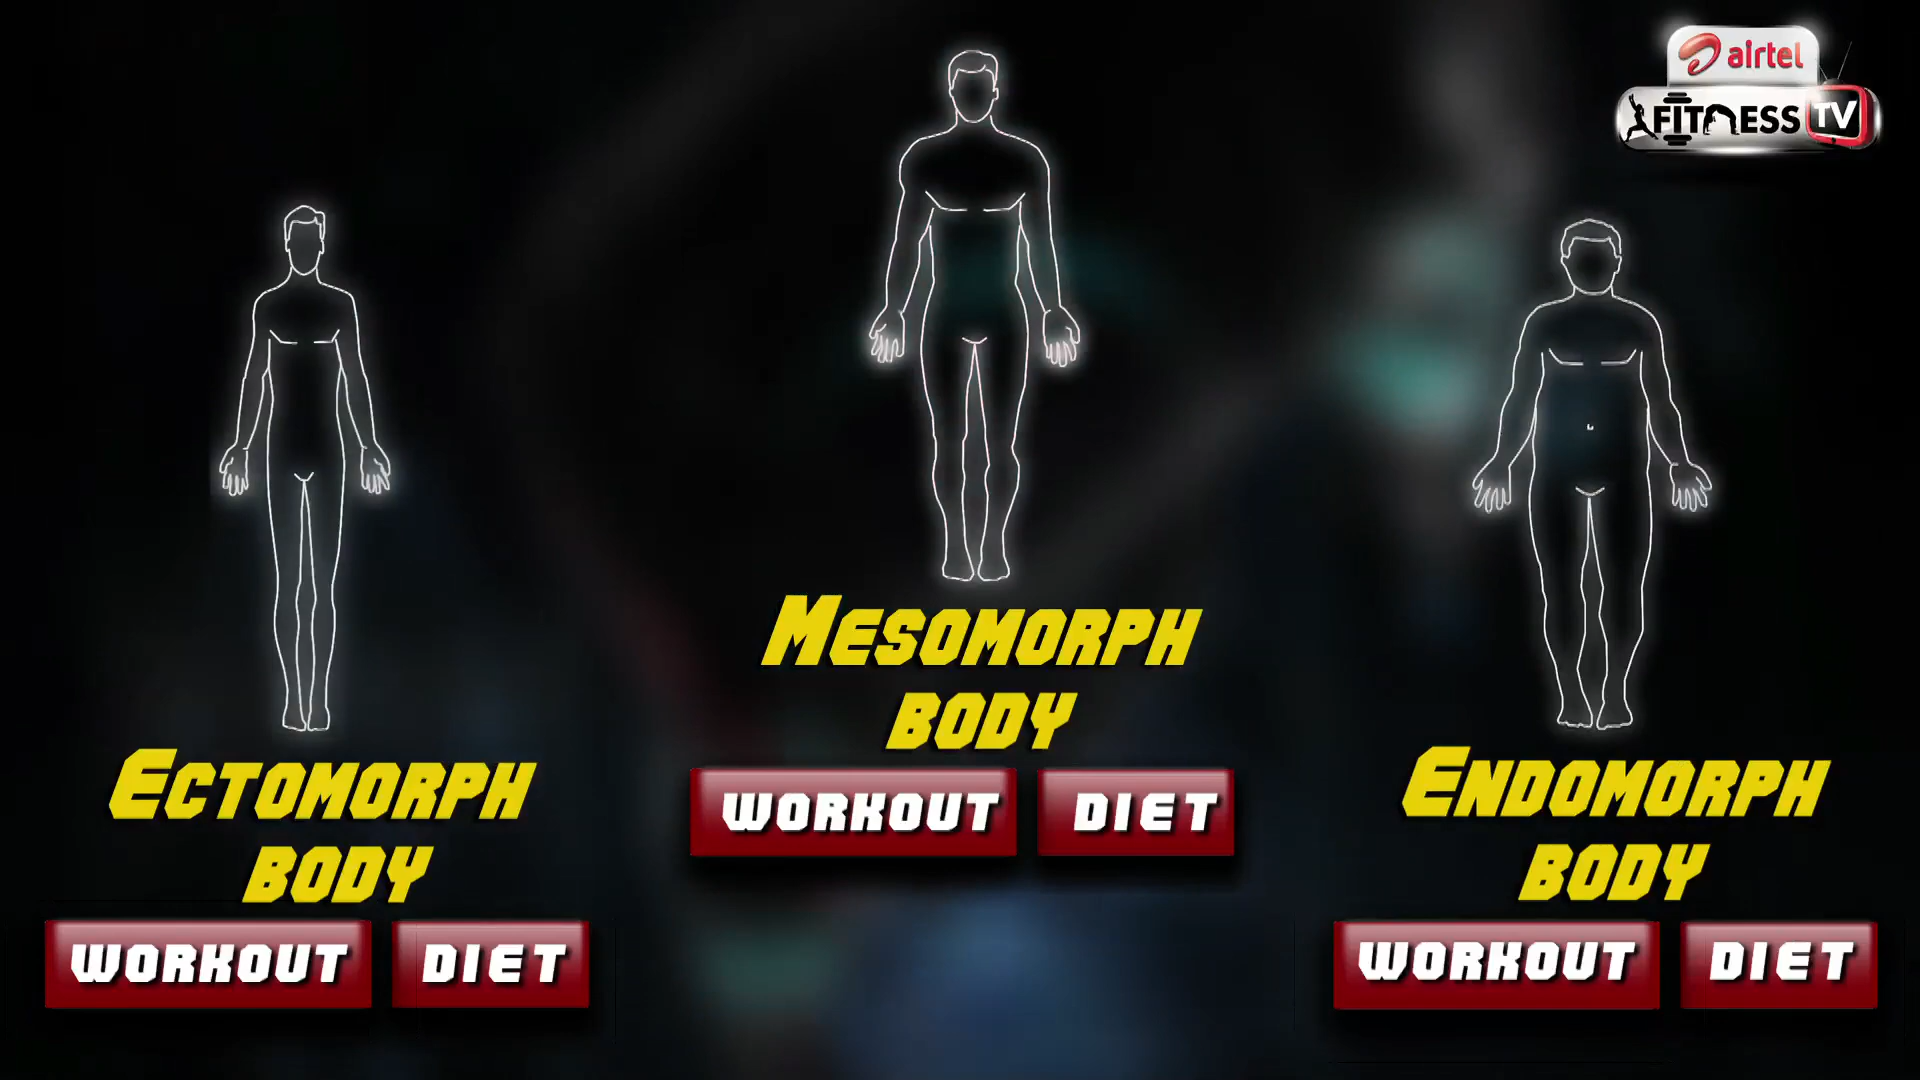 airtel
FITNESS TV
MESOMORPH
BODY
WORKOUT DIET
ECTOMORPH
BODY
WORKOUT DIET
ENDOMORPH
BODY
WORKOUT DIET